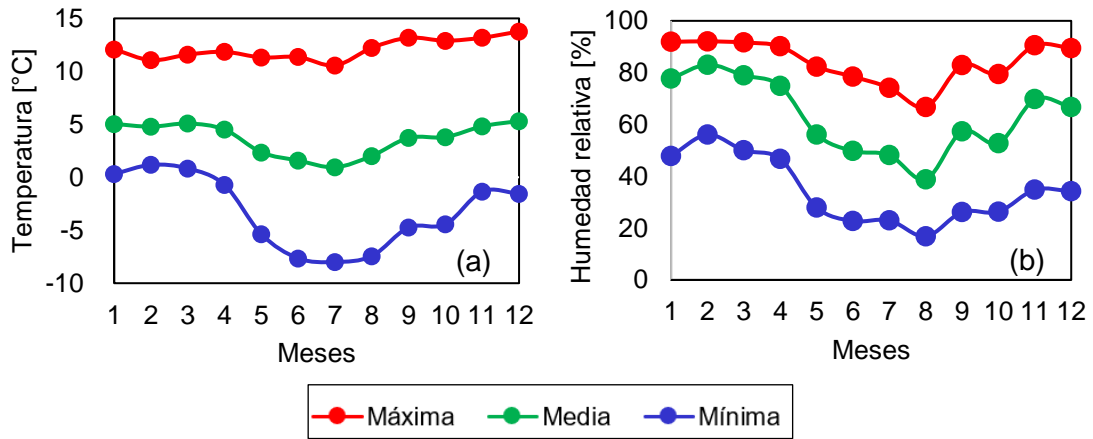 Temperatura [°C]
15
10
5
0
-5
-10
(a)
1 2 3 4 5 6 7 8 9 10 11 12
Meses
Humedad relativa [%]
100
80
60
40
20
0
(b)
1 2 3 4 5 6 7 8 9 10 11 12
Meses
Máxima Media Mínima